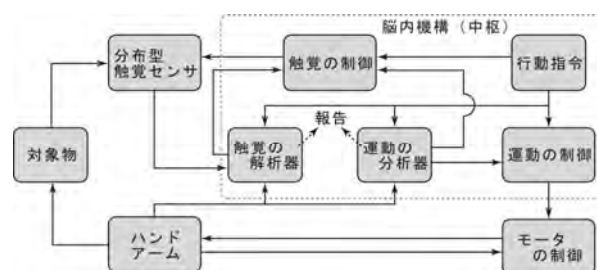 脳内機構（中枢）
分布型
触覚センサ
触覚の制御
行動指令
報告
対象物
触覚の
解析器
運動の
分析器
運動の制御
ハンド
アーム
モータ
の制御